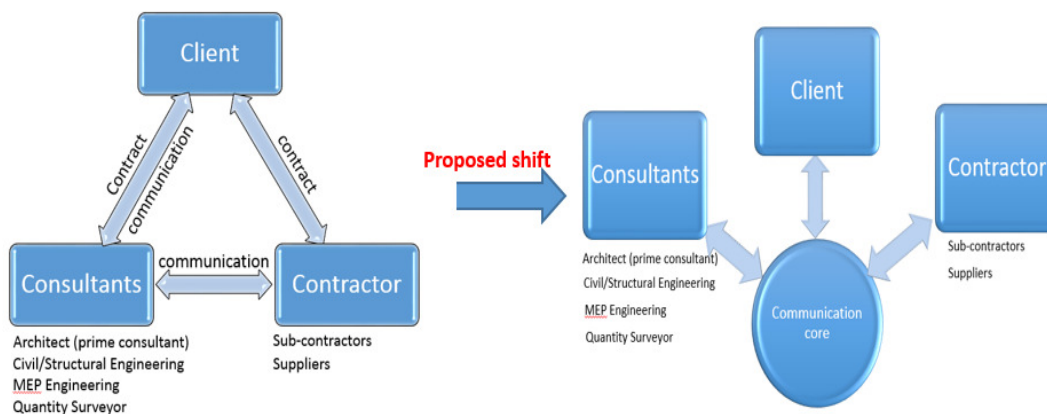 Client
Contract
communication
contract
communication
Consultants
Contractor
Architect (prime consultant)
Civil/Structural Engineering
MEP Engineering
Quantity Surveyor
Sub-contractors
Suppliers
Proposed shift
Client
Consultants
Contractor
Architect (prime consultant)
Civil/Structural Engineering
MEP Engineering
Quantity Surveyor
Sub-contractors
Suppliers
Communication
core